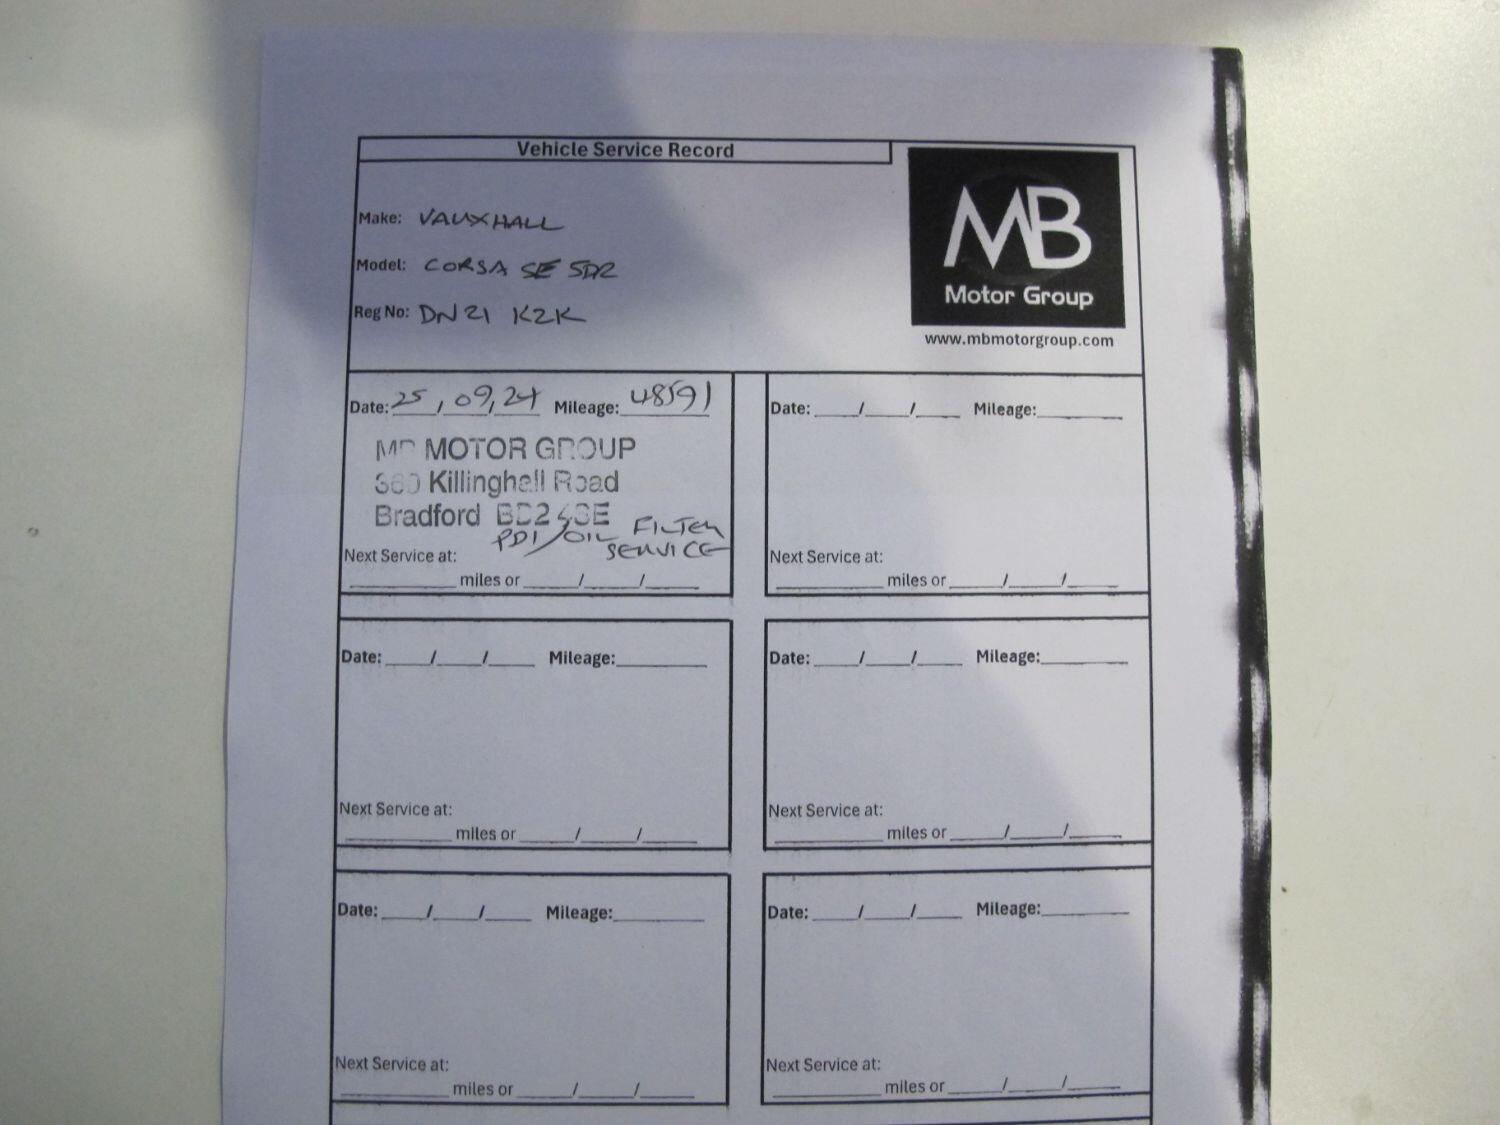 Vehicle Service Record
MB
Motor Group
www.mbmotorgroup.com
Make: VAUXHALL
Model: CORSA SE 5DR
Reg No: DN21 KZK
Date: 25/09/24 Mileage: 48591
MB MOTOR GROUP
360 Killinghall Road
Bradford
PDI/OIL FILTER
SERVICE
Next Service at:
miles or / /
Date: / / Mileage:
Next Service at:
miles or / /
Date: / / Mileage:
Next Service at:
miles or / /
Date: / / Mileage:
Next Service at:
miles or / /
Date: / / Mileage:
Next Service at:
miles or / /
Date: / / Mileage:
Next Service at:
miles or / /